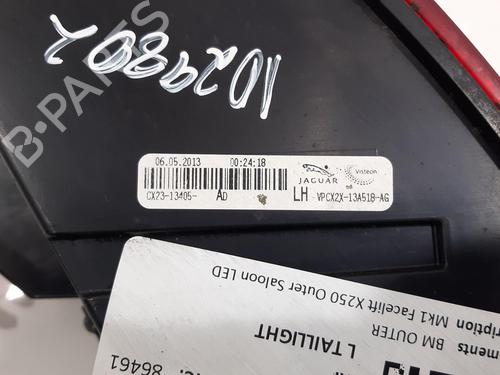 1029802
B-PARTS
06.05.2013 00:24:18
JAGUAR Visteon
CX23-13405- AD LH VPCX2X-13A518-AG
ription Mk1 Facelift X250 Outer Saloon LED
ments BM OUTER
L TAILLIGHT
86461